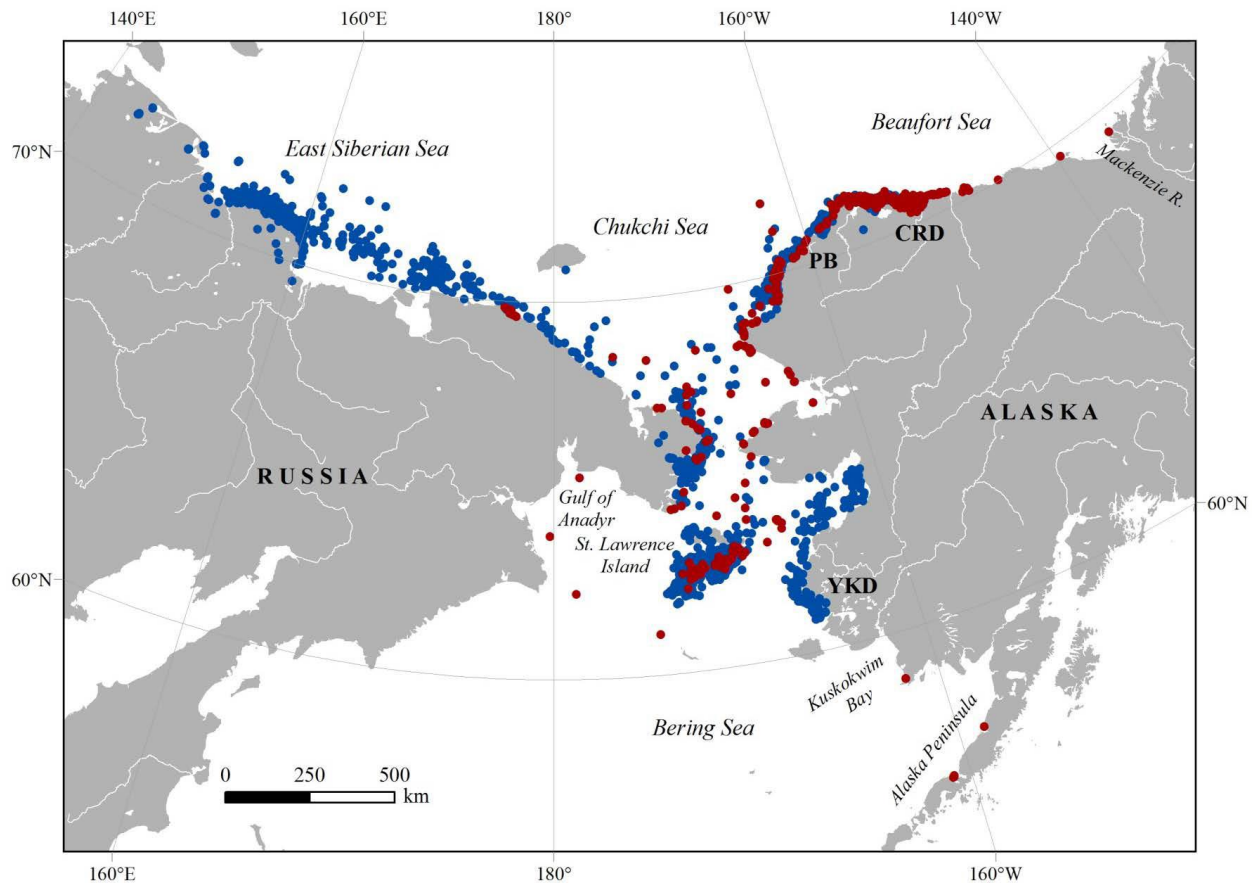 140°E 160°E 180° 160°W 140°W
Beaufort Sea
70°N
East Siberian Sea
Mackenzie R.
Chukchi Sea
CRD
PB
ALASKA
RUSSIA
Gulf of
Anadyr
60°N
St. Lawrence
Island
60°N
YKD
Kuskokwim
Bay
Bering Sea
Alaska Peninsula
0 250 500
km
160°E 180° 160°W